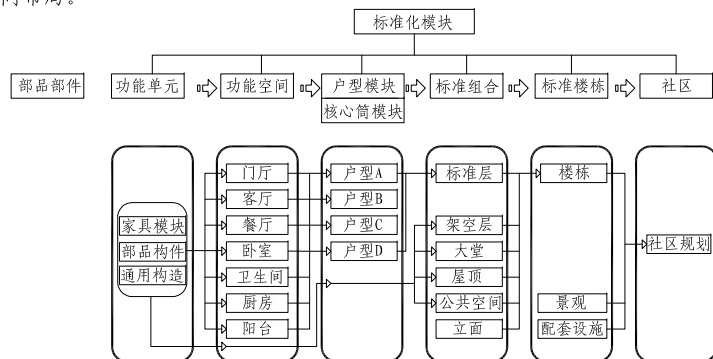 间布局。
标准化模块
部品部件 功能单元 功能空间 户型模块 标准组合 标准楼栋 社区
核心筒模块
门厅 户型A 标准层 楼栋
客厅 户型B
家具模块 餐厅 户型C 架空层
部品构件 卧室 户型D 大堂 社区规划
通用构造 卫生间 屋顶
厨房 公共空间 景观
阳台 立面 配套设施